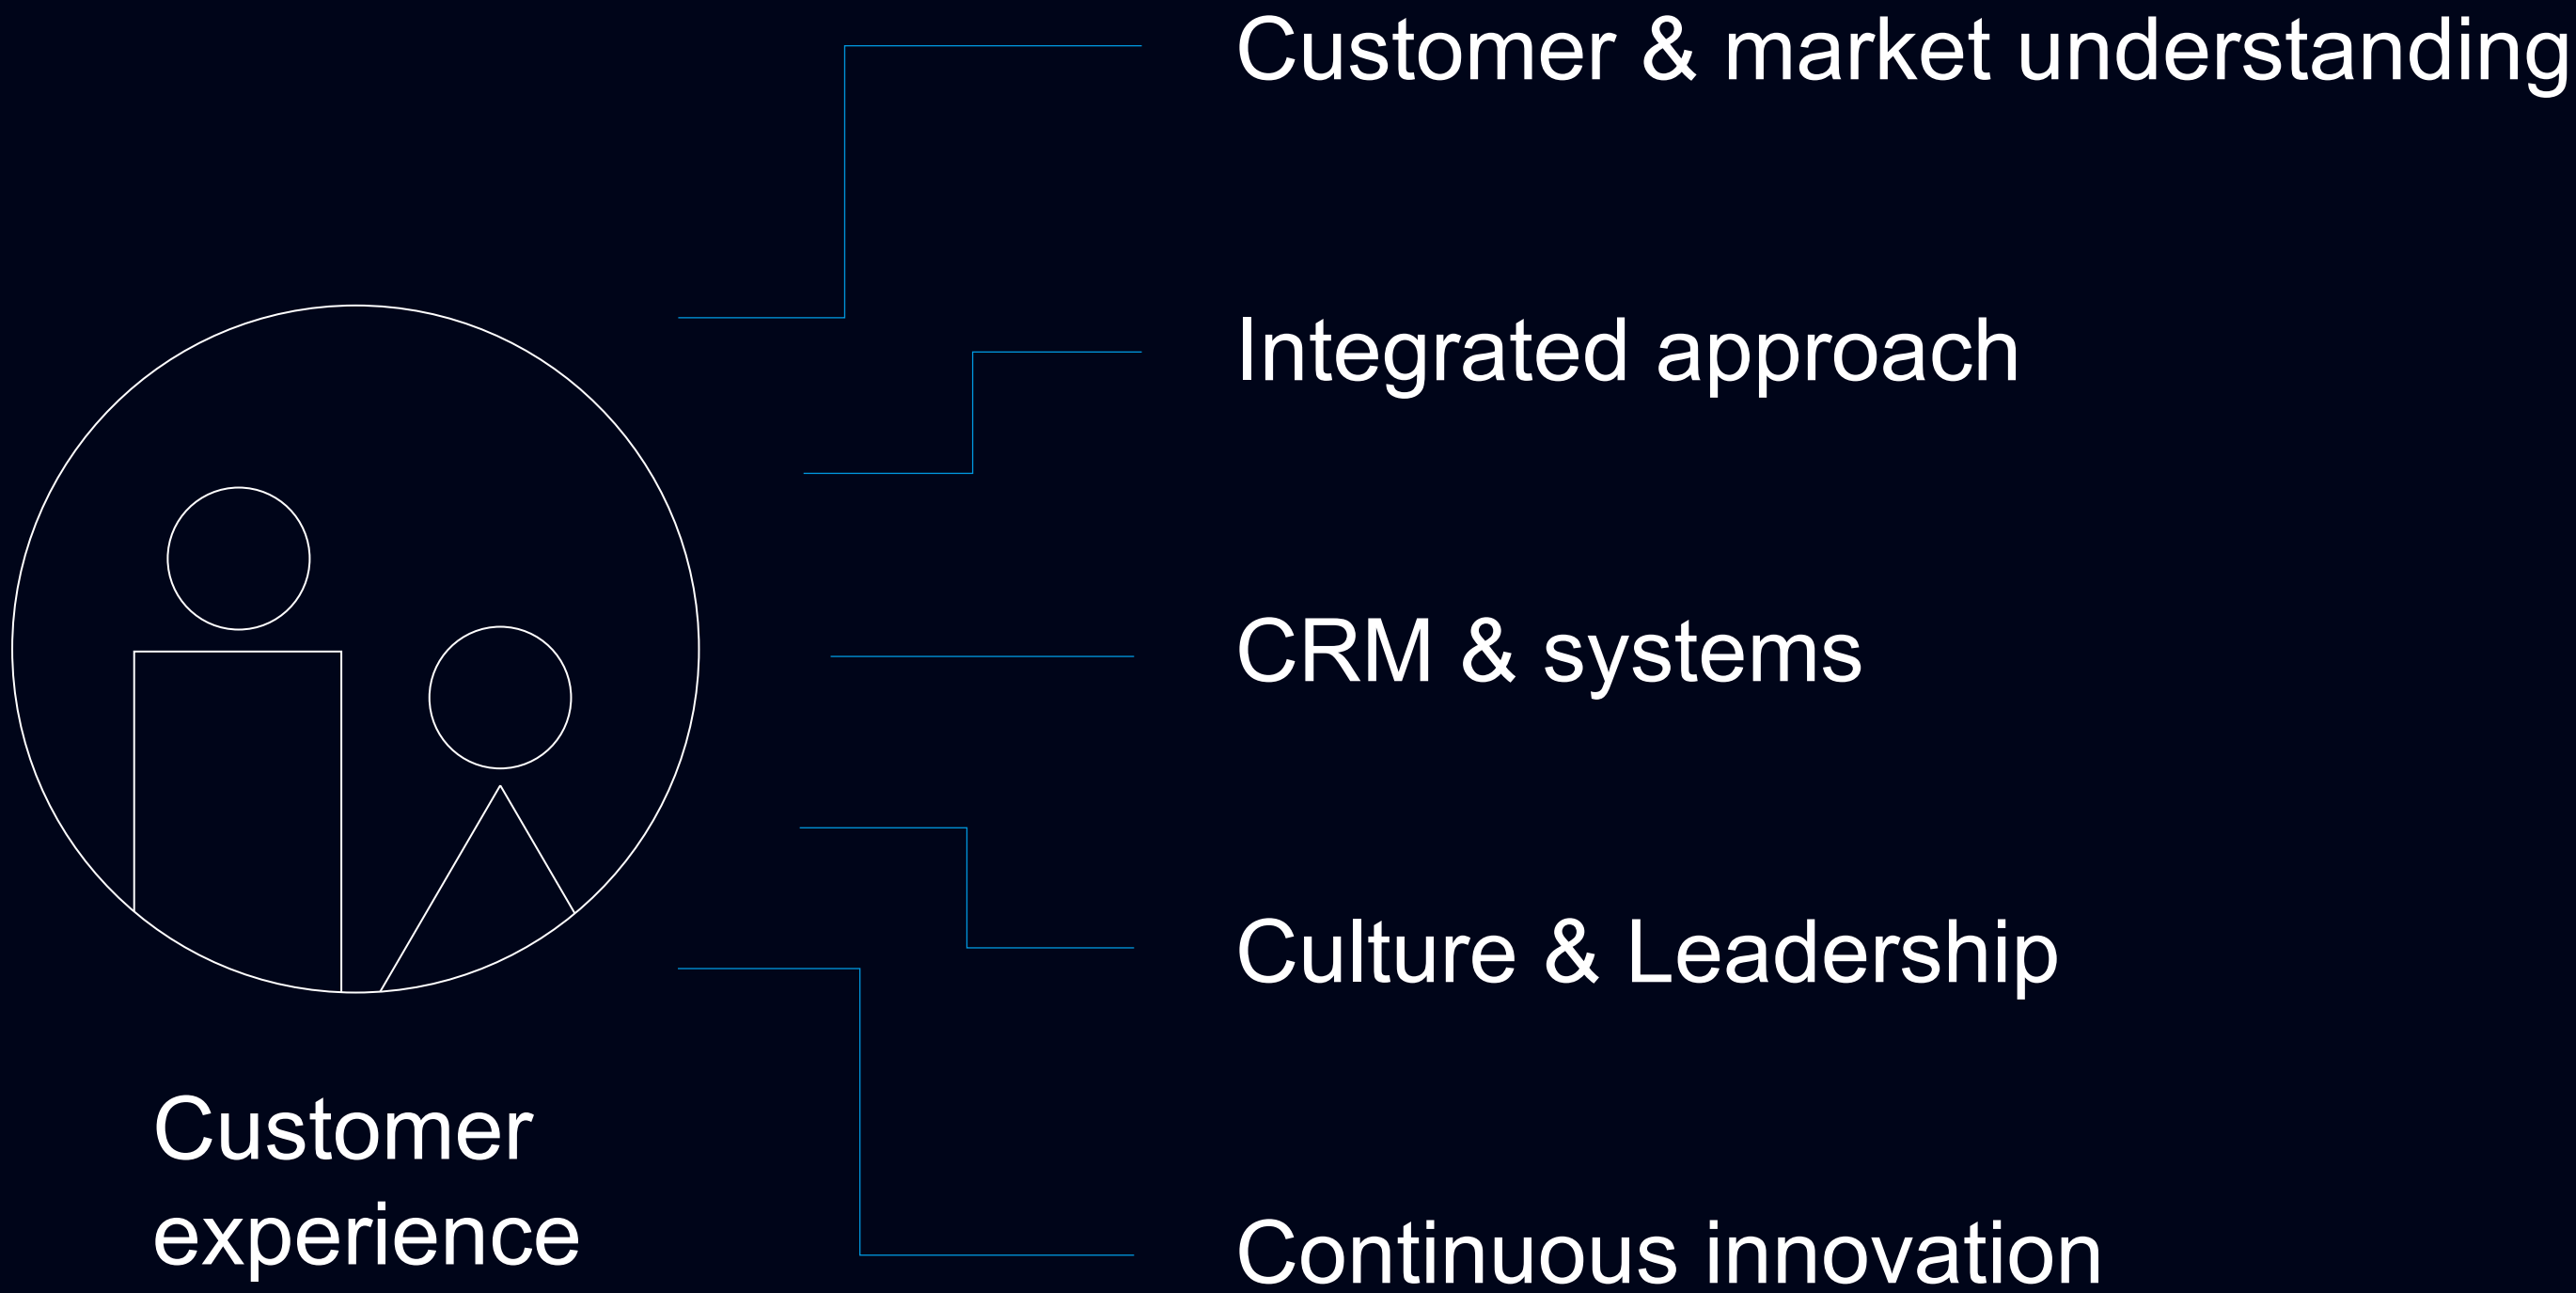 Customer & market understanding
Integrated approach
CRM & systems
Culture & Leadership
Continuous innovation
Customer
experience